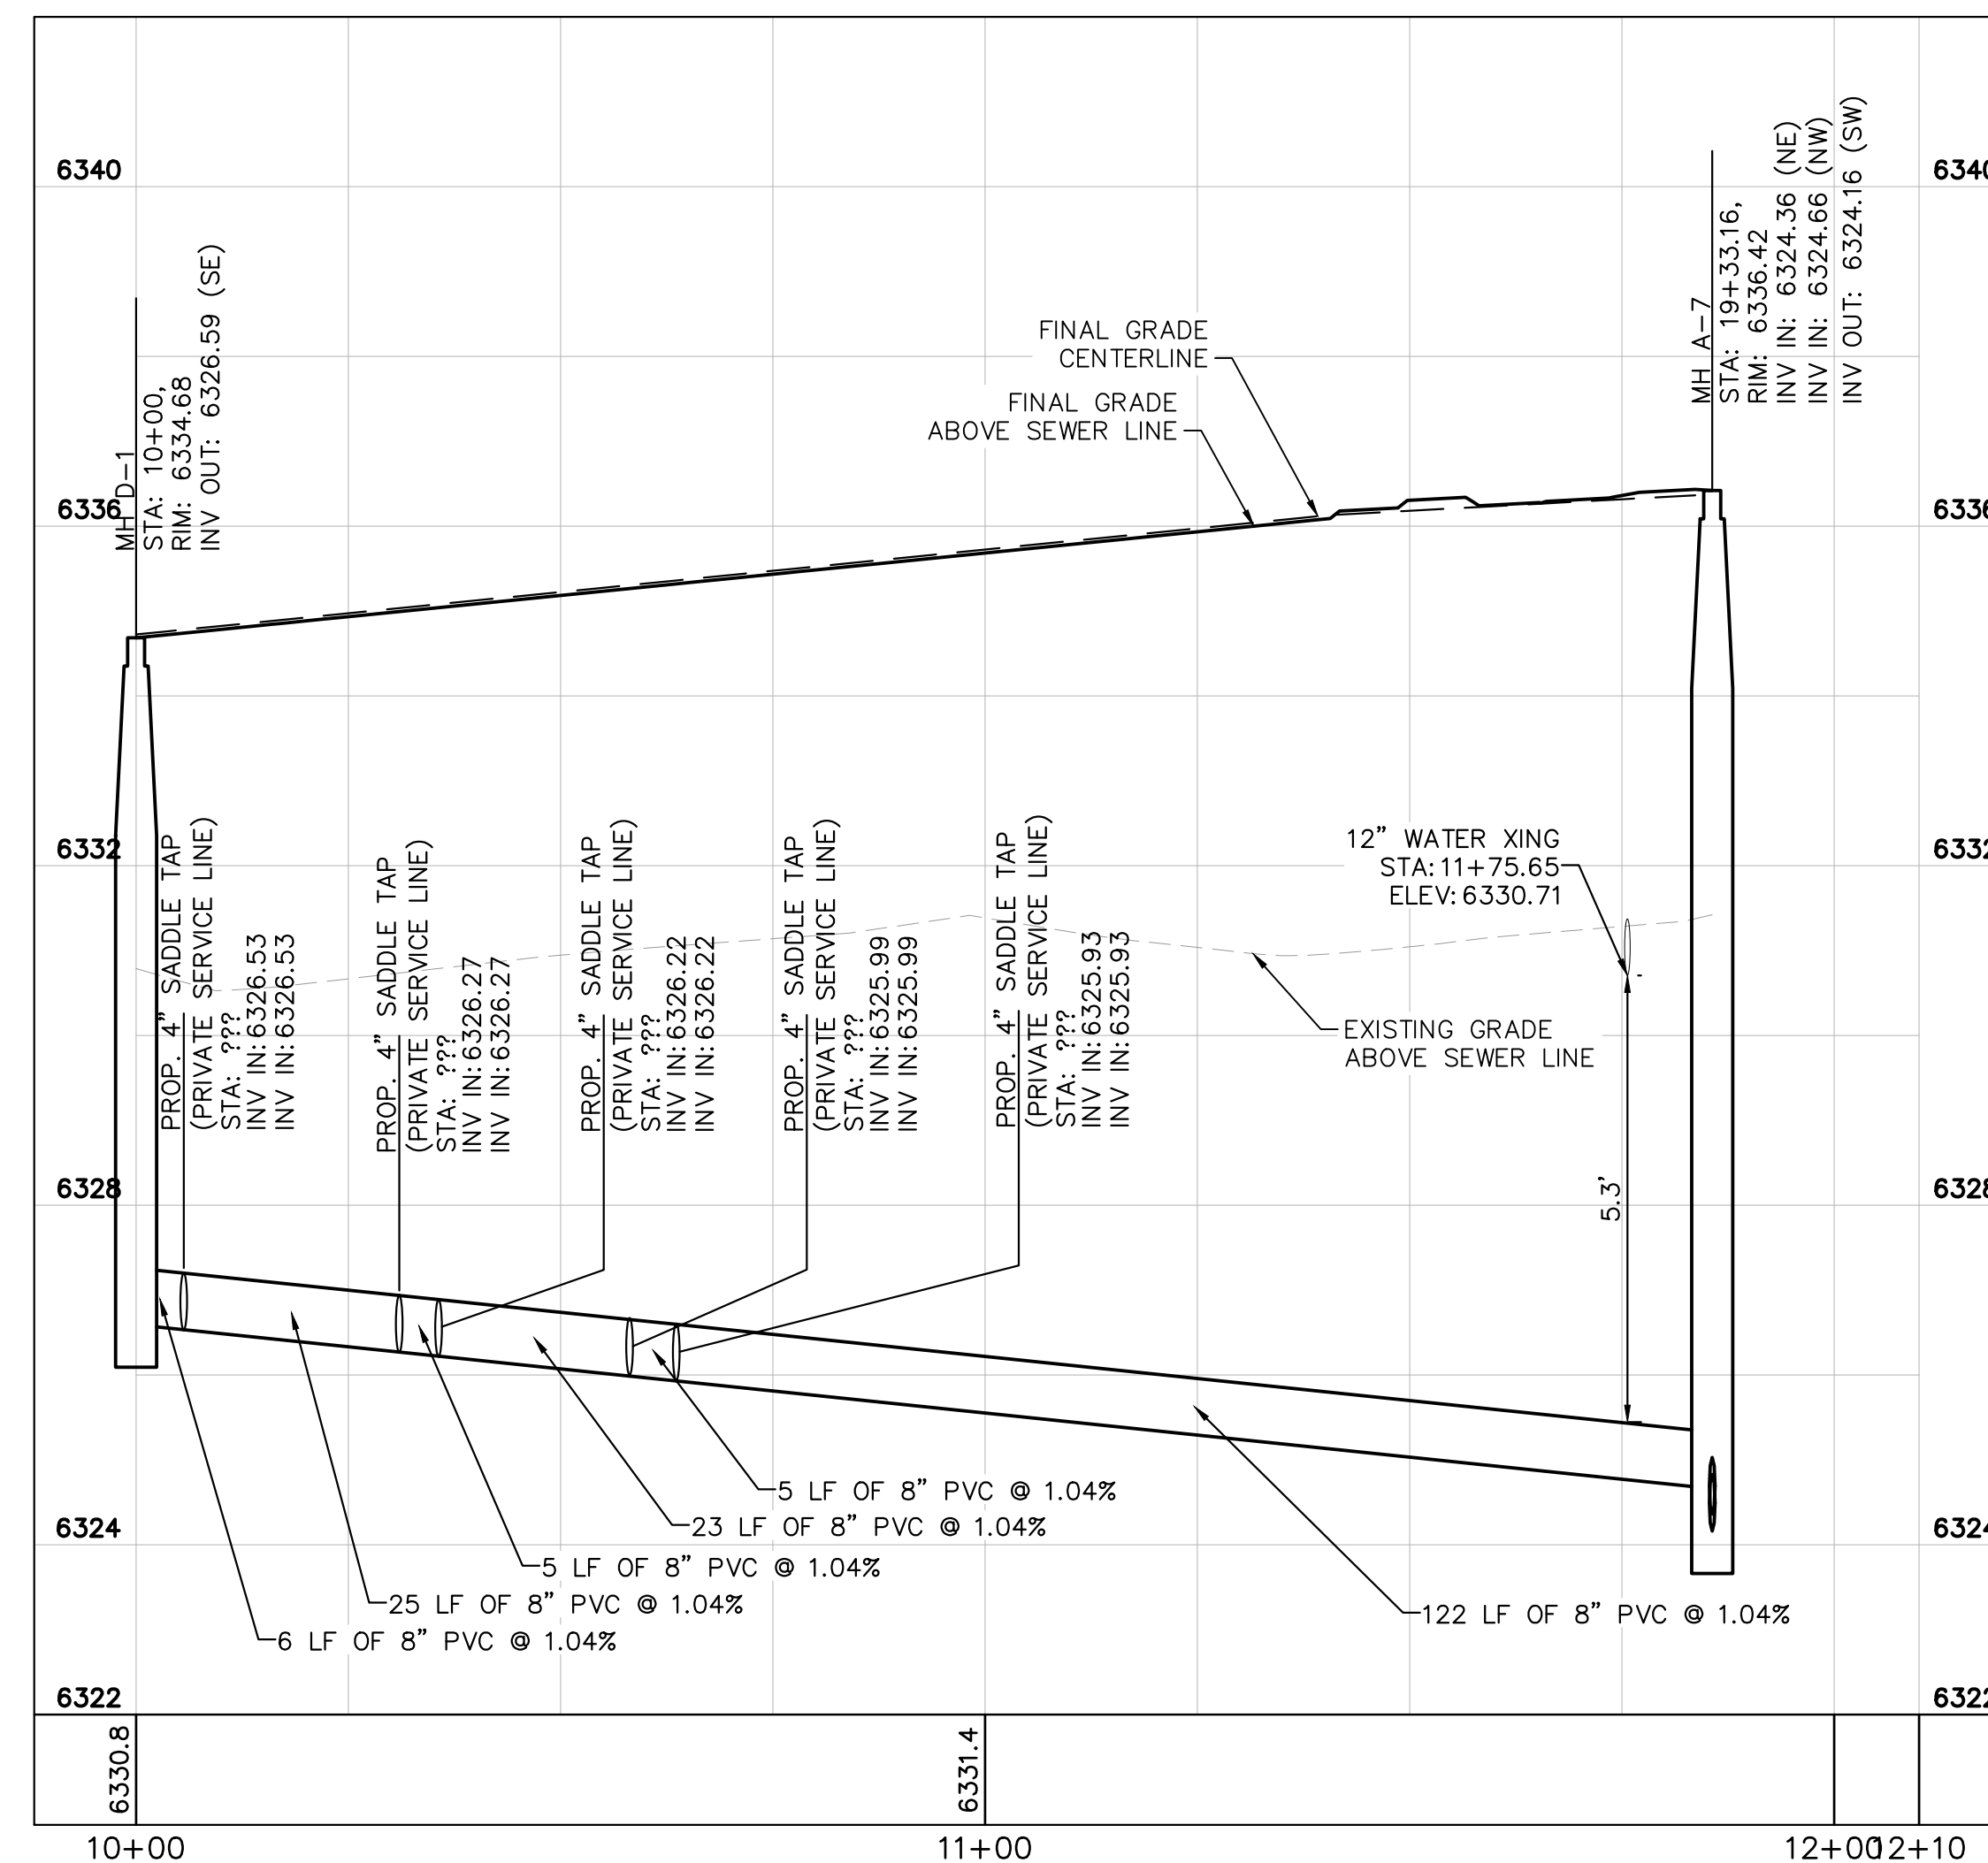 6340
6336
6332
6328
6324
6322
MH D-1
STA: 10+00,
RIM: 6334.68
INV OUT: 6326.59 (SE)
FINAL GRADE
CENTERLINE
FINAL GRADE
ABOVE SEWER LINE
MH A-7
STA: 19+33.16,
RIM: 6336.42
INV IN: 6324.36 (NE)
INV IN: 6324.66 (NW)
INV OUT: 6324.16 (SW)
PROP. 4" SADDLE TAP
(PRIVATE SERVICE LINE)
STA: ???
INV IN:6326.53
INV IN:6326.53
PROP. 4" SADDLE TAP
(PRIVATE SERVICE LINE)
STA: ???
INV IN:6326.27
INV IN:6326.27
PROP. 4" SADDLE TAP
(PRIVATE SERVICE LINE)
STA: ???
INV IN:6326.22
INV IN:6326.22
PROP. 4" SADDLE TAP
(PRIVATE SERVICE LINE)
STA: ???
INV IN:6325.99
INV IN:6325.99
PROP. 4" SADDLE TAP
(PRIVATE SERVICE LINE)
STA: ???
INV IN:6325.93
INV IN:6325.93
12" WATER XING
STA:11+75.65
ELEV:6330.71
EXISTING GRADE
ABOVE SEWER LINE
5.3'
5 LF OF 8" PVC @ 1.04%
23 LF OF 8" PVC @ 1.04%
5 LF OF 8" PVC @ 1.04%
25 LF OF 8" PVC @ 1.04%
6 LF OF 8" PVC @ 1.04%
122 LF OF 8" PVC @ 1.04%
6340
6336
6332
6328
6324
6322
6330.8
6331.4
10+00
11+00
12+00
12+10